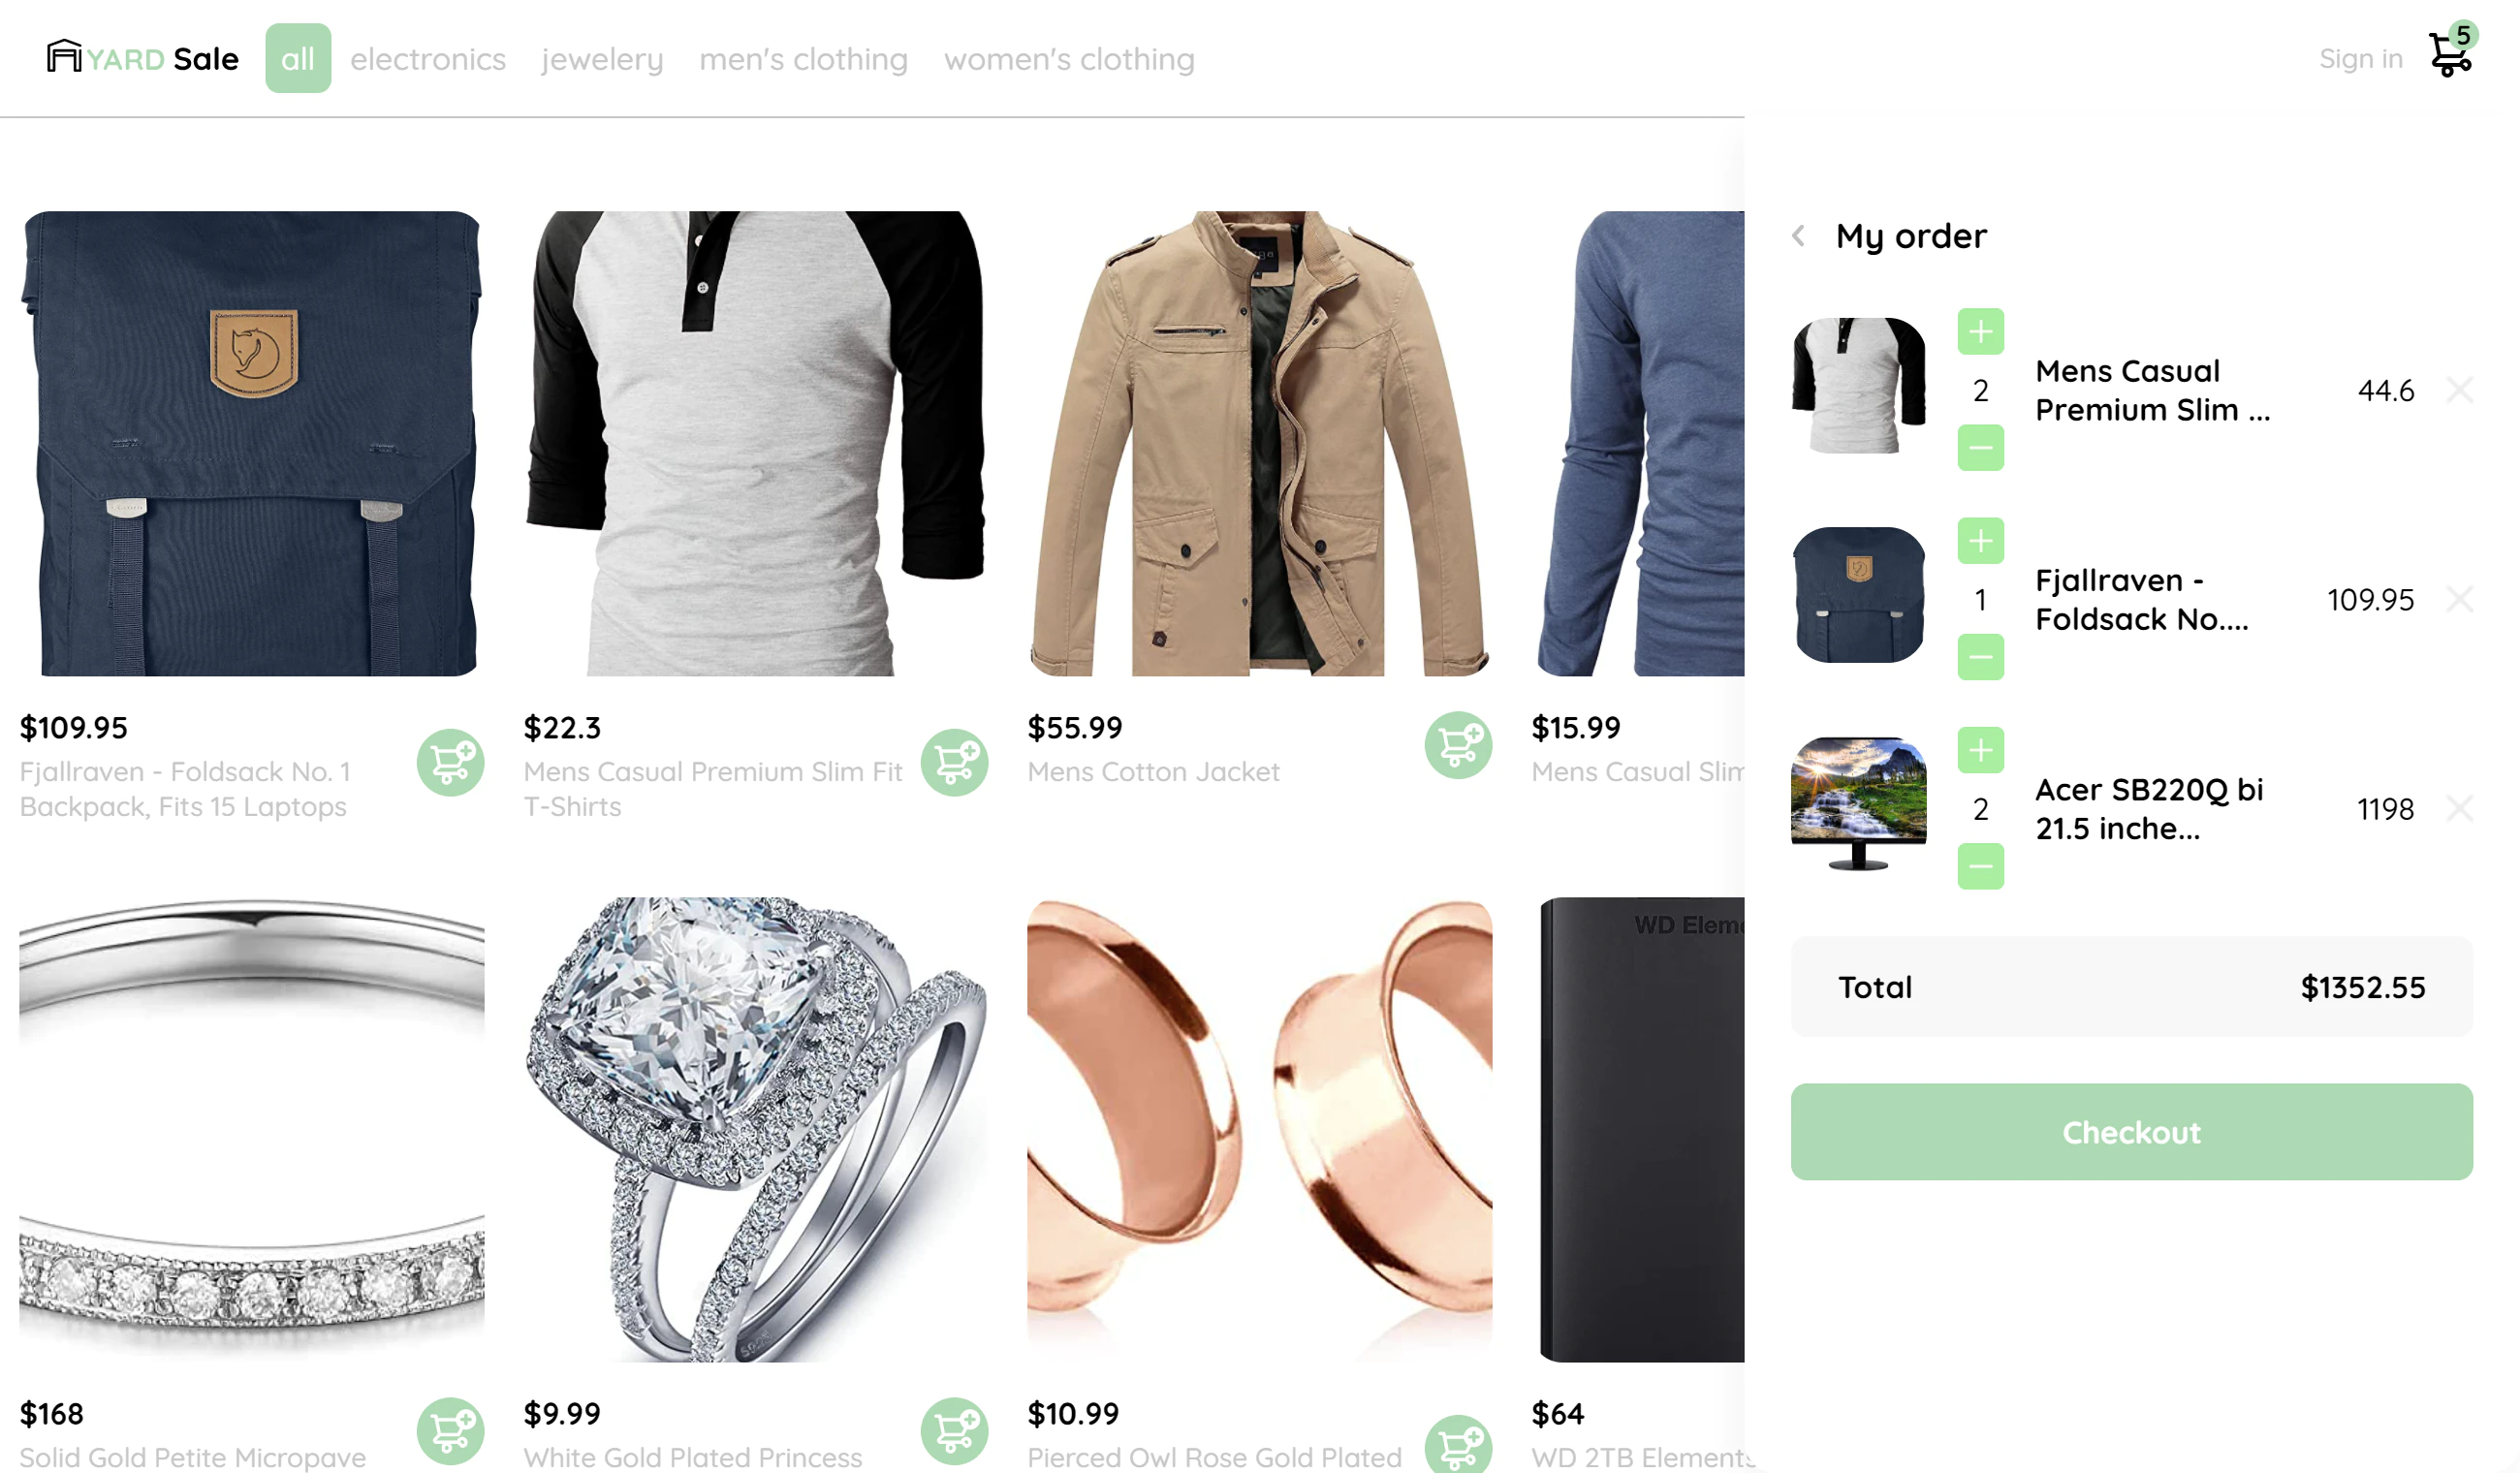 YARD Sale
all
electronics
jewelery
men's clothing
women's clothing
Sign in
5
$109.95
Fjallraven - Foldsack No. 1
Backpack, Fits 15 Laptops
$22.3
Mens Casual Premium Slim Fit
T-Shirts
$55.99
Mens Cotton Jacket
$15.99
Mens Casual Slim
$168
Solid Gold Petite Micropave
$9.99
White Gold Plated Princess
$10.99
Pierced Owl Rose Gold Plated
WD Eleme
$64
WD 2TB Elements
My order
2
Mens Casual
Premium Slim ...
44.6
1
Fjallraven -
Foldsack No....
109.95
2
Acer SB220Q bi
21.5 inche...
1198
Total
$1352.55
Checkout